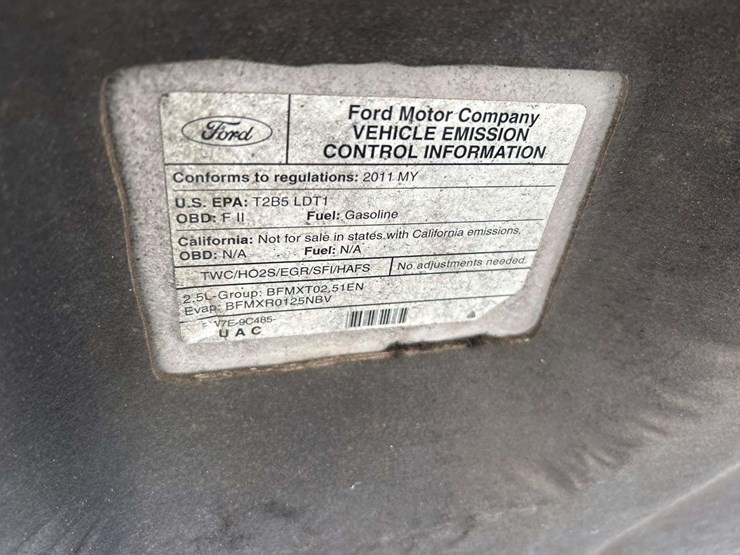 Ford
Ford Motor Company
VEHICLE EMISSION
CONTROL INFORMATION
Conforms to regulations: 2011 MY
U.S. EPA: T2B5 LDT1
OBD: F II Fuel: Gasoline
California: Not for sale in states with California emissions.
OBD: N/A Fuel: N/A
TWC/HO2S/EGR/SFI/HAFS No adjustments needed.
2.5L-Group: BFMXT02.51EN
Evap: BFMXR0125NBV
V7E-9C485-
UAC